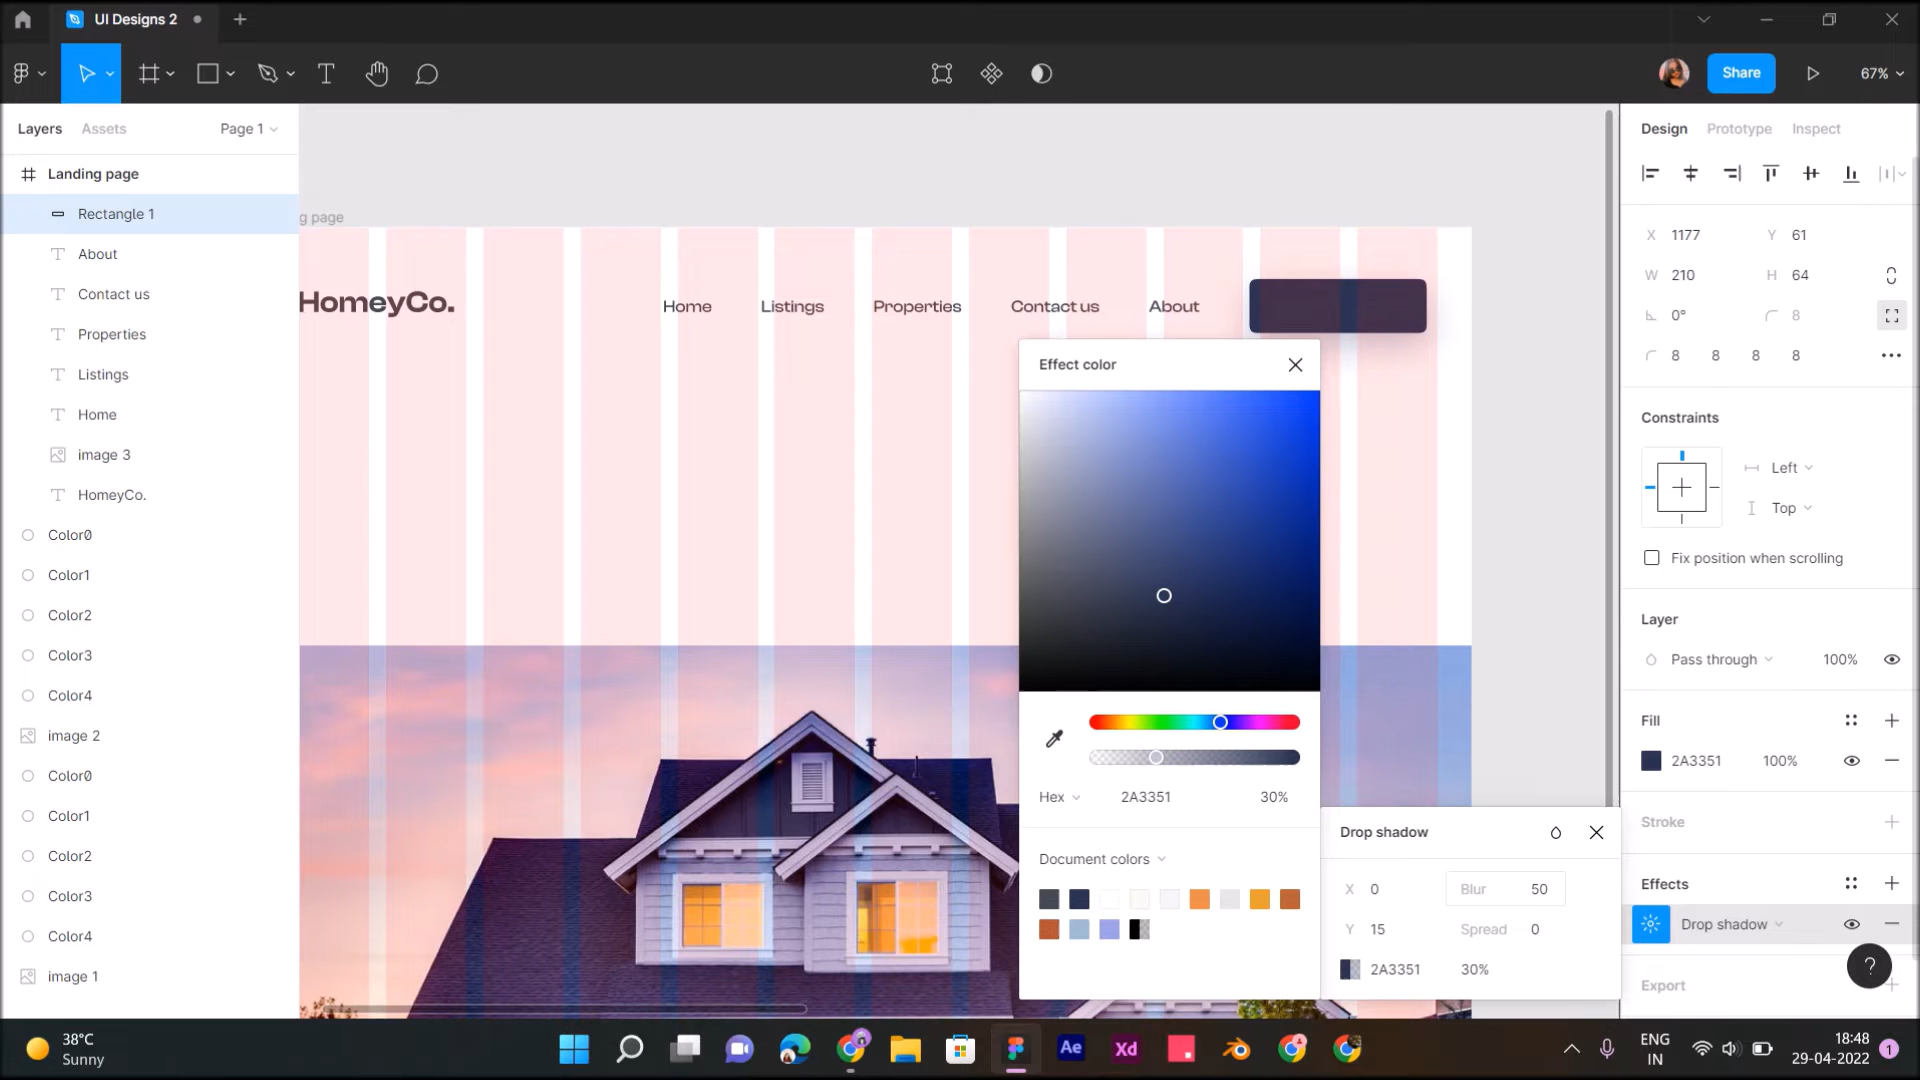 UI Designs 2
Share
67%
Layers
Assets
Page 1
Landing page
Rectangle 1
About
Contact us
Properties
Listings
Home
image 3
HomeyCo.
Color0
Color1
Color2
Color3
Color4
image 2
Color0
Color1
Color2
Color3
Color4
image 1
g page
HomeyCo.
Home
Listings
Properties
Contact us
About
Effect color
Hex
2A3351
30%
Document colors
Drop shadow
X 0
Blur 50
Y 15
Spread 0
2A3351
30%
Design
Prototype
Inspect
X 1177
Y 61
W 210
H 64
0°
8
8 8 8 8
Constraints
Left
Top
Fix position when scrolling
Layer
Pass through
100%
Fill
2A3351
100%
Stroke
Effects
Drop shadow
Export
?
38°C
Sunny
Ae
Xd
ENG
IN
18:48
29-04-2022
1